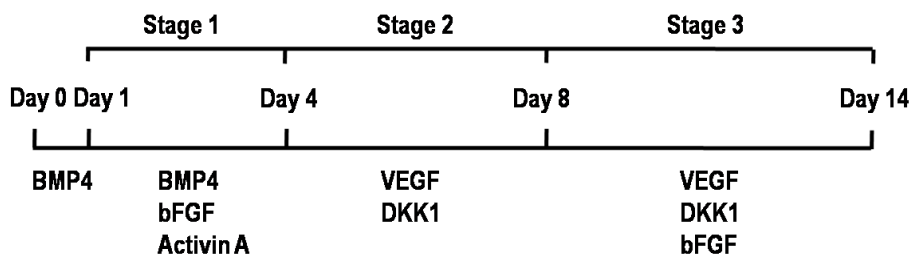 Stage 1 Stage 2 Stage 3
Day 0 Day 1 Day 4 Day 8 Day 14
BMP4 BMP4 VEGF VEGF
bFGF DKK1 DKK1
Activin A bFGF